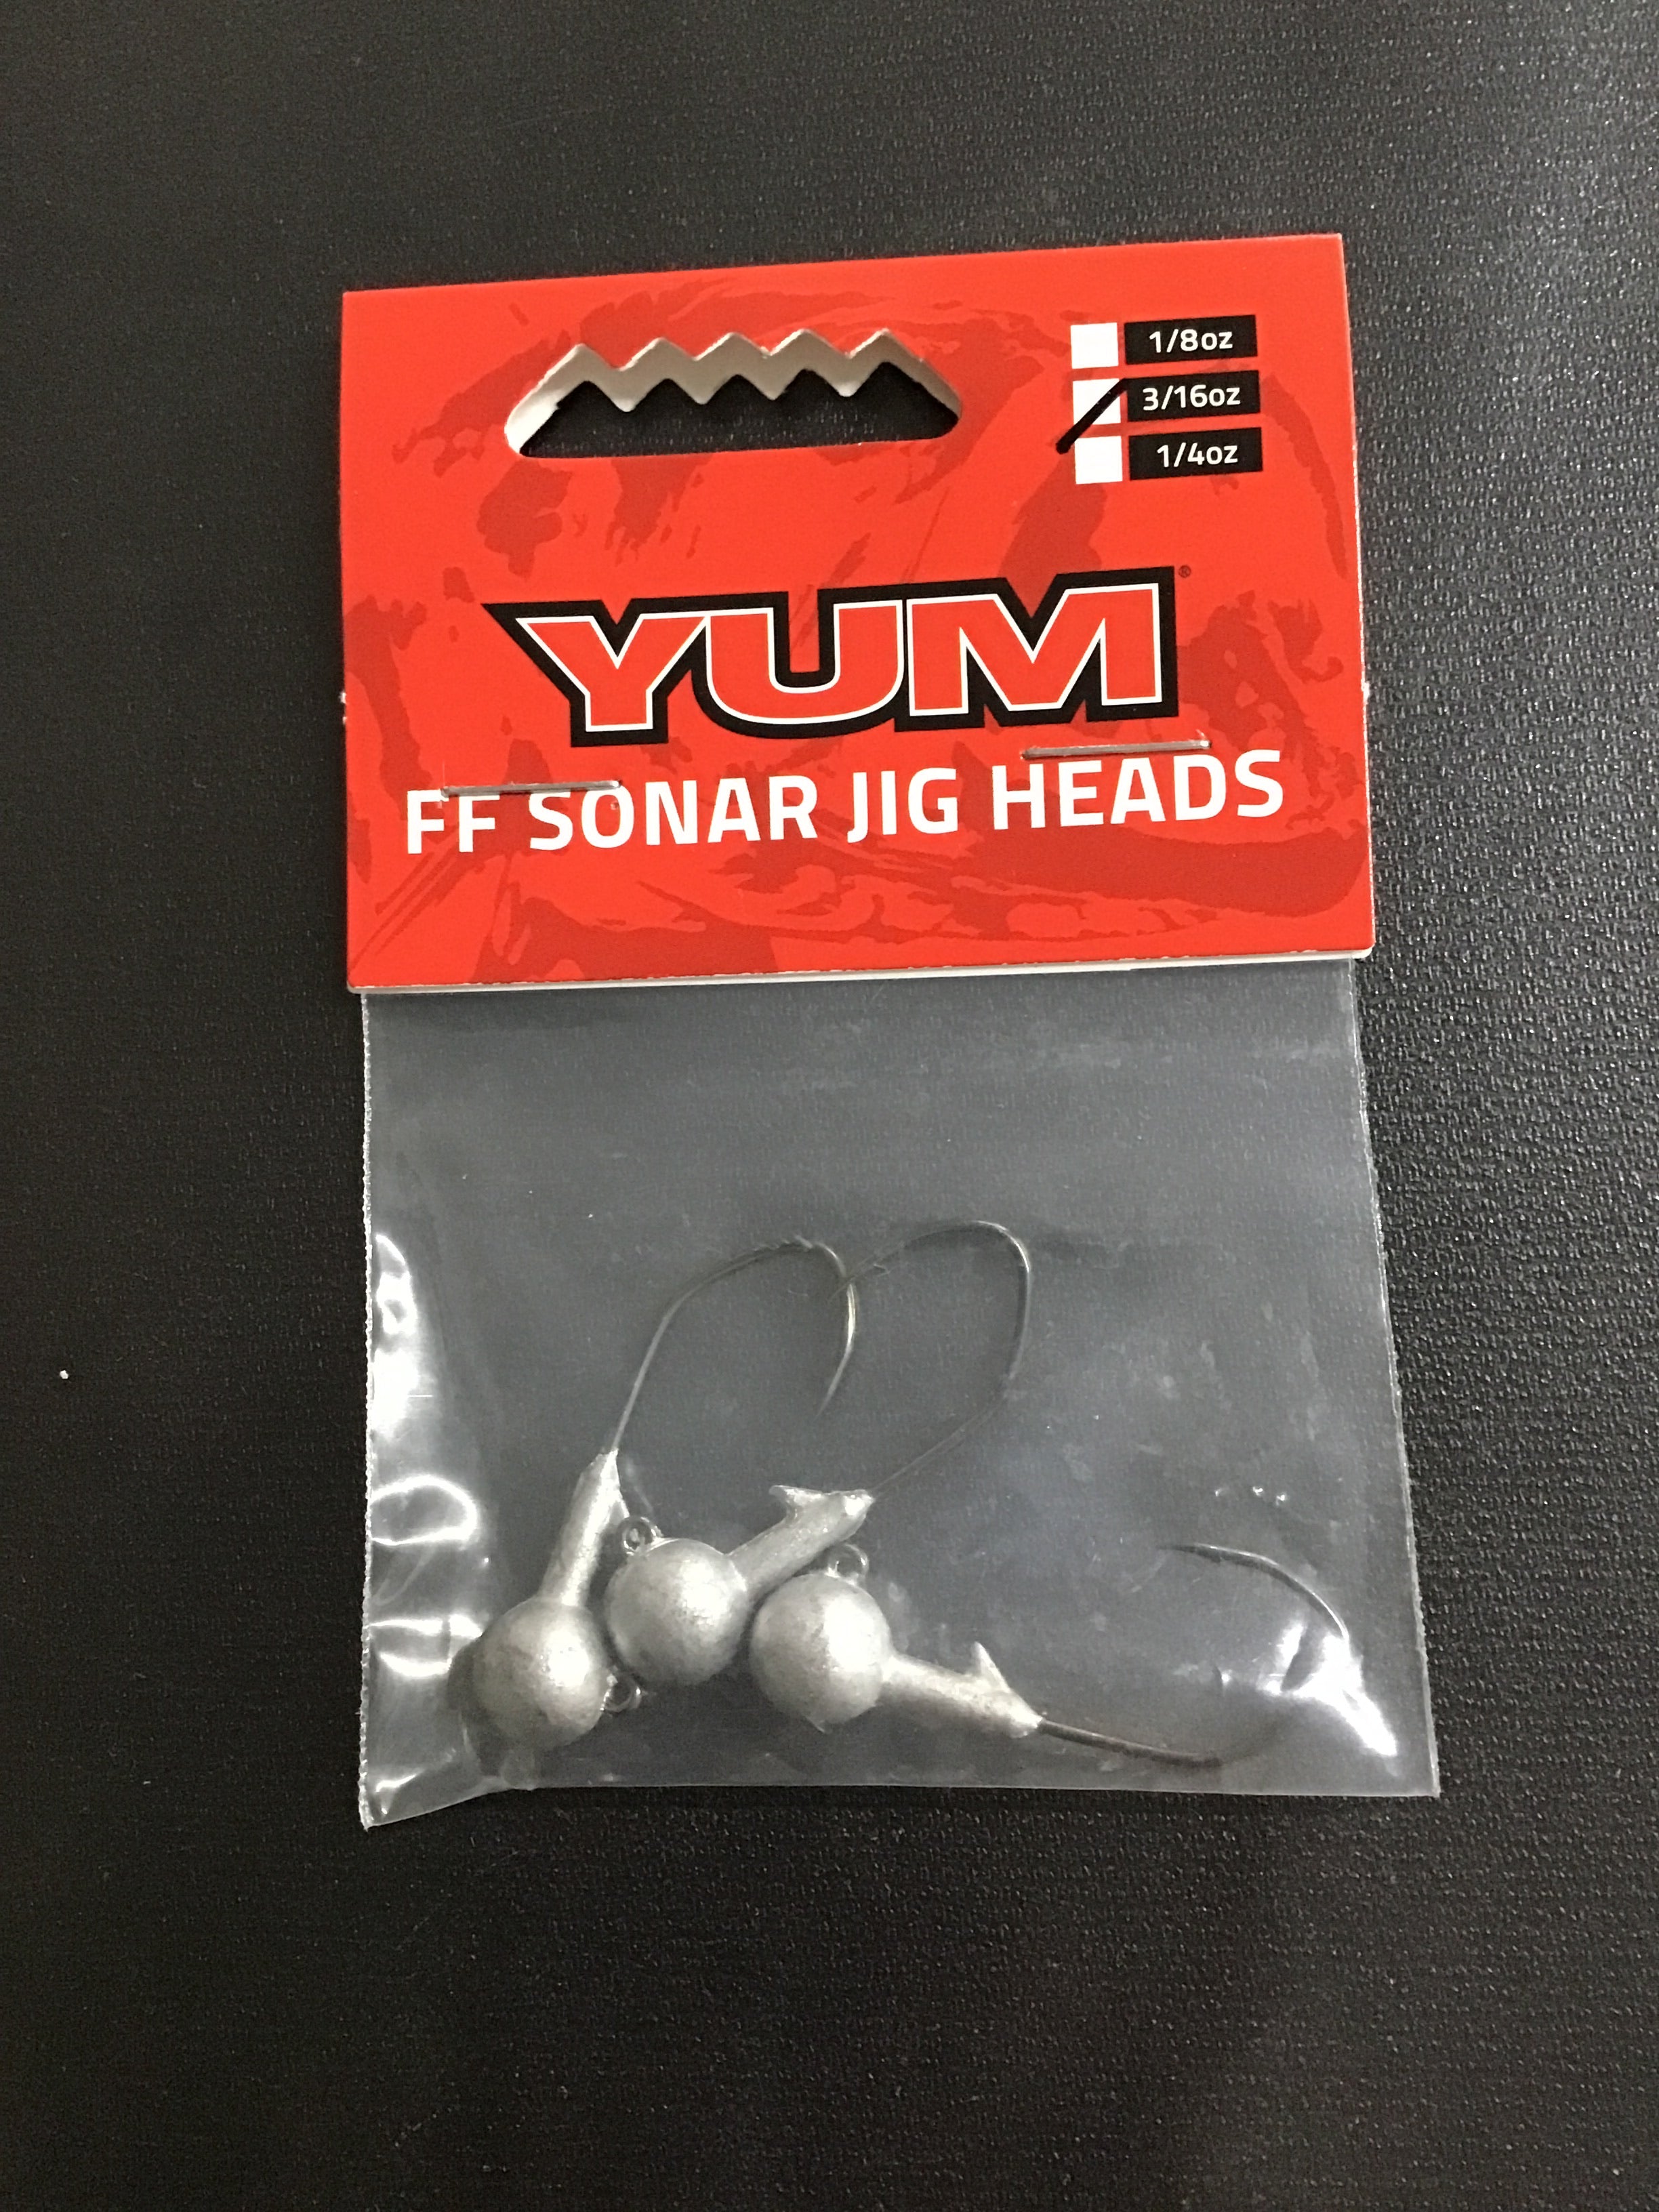 1/8oz
3/16oz
1/4oz
YUM®
FF SONAR JIG HEADS